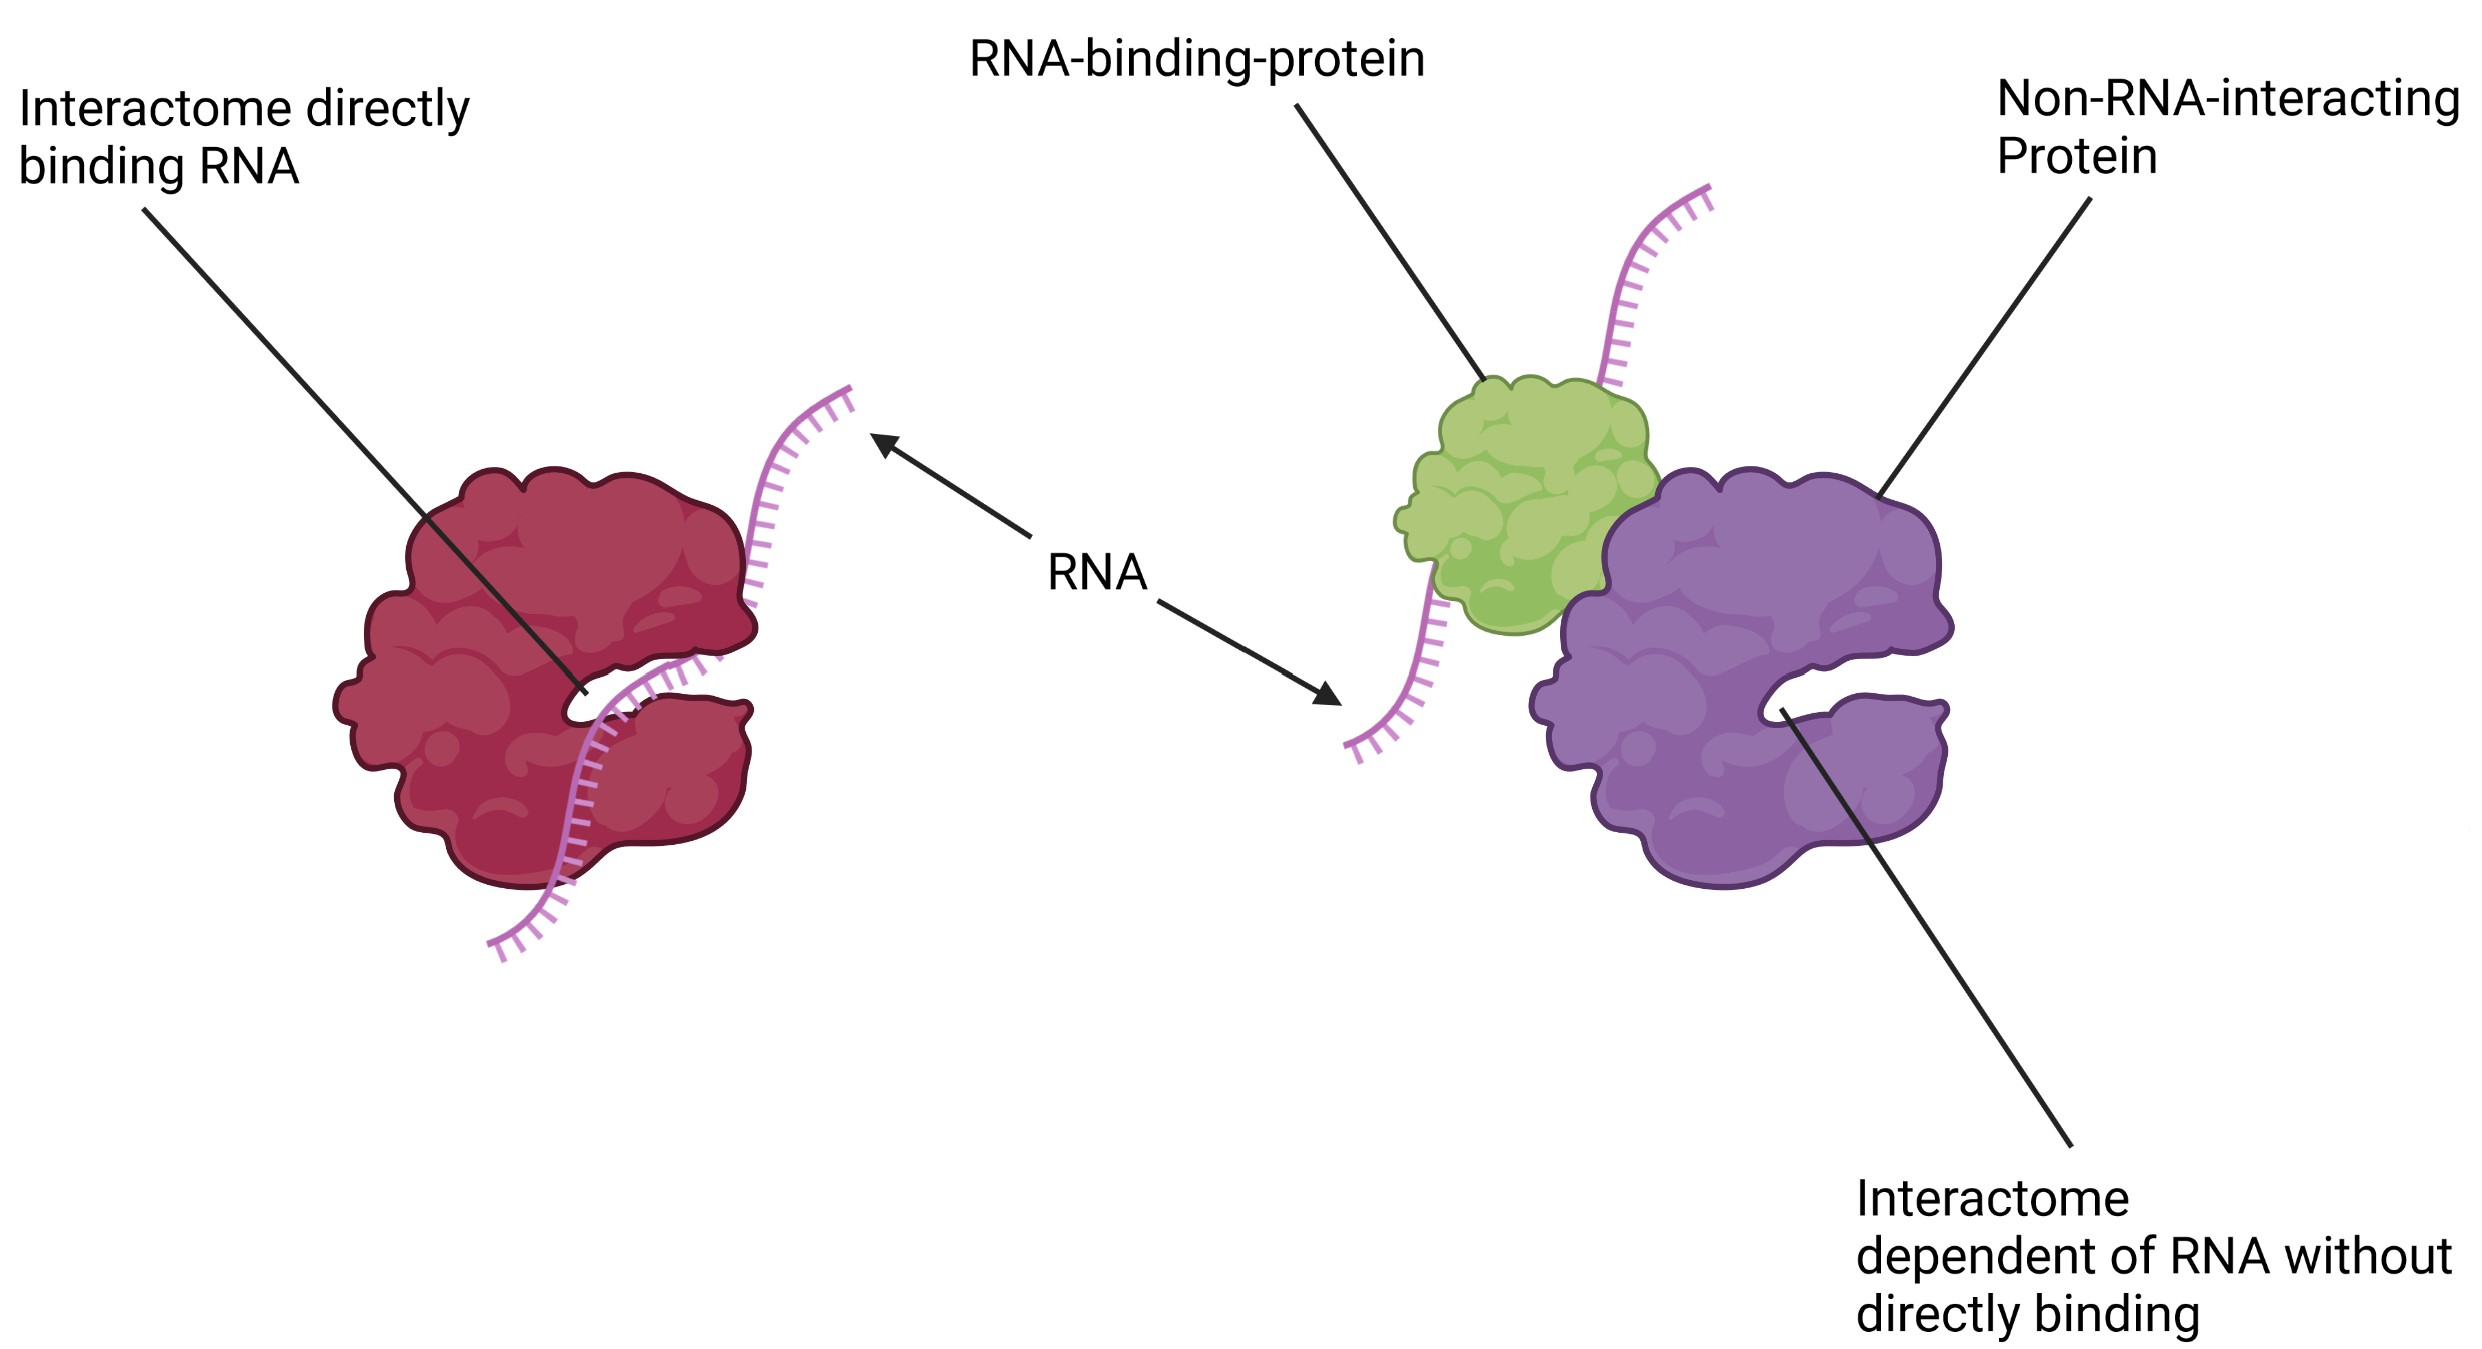 RNA-binding-protein
Interactome directly
binding RNA
Non-RNA-interacting
Protein
RNA
Interactome
dependent of RNA without
directly binding